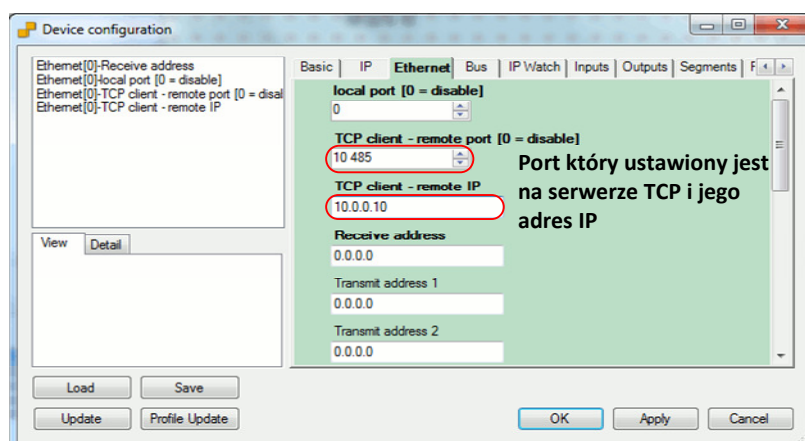 Device configuration
Ethernet[0]-Receive address
Ethernet[0]-local port [0 = disable]
Ethernet[0]-TCP client - remote port [0 = disal
Ethernet[0]-TCP client - remote IP
Basic IP Ethernet Bus IP Watch Inputs Outputs Segments F
local port [0 = disable]
0
TCP client - remote port [0 = disable]
10 485
TCP client - remote IP
10.0.0.10
Port który ustawiony jest
na serwerze TCP i jego
adres IP
Receive address
0.0.0.0
Transmit address 1
0.0.0.0
Transmit address 2
0.0.0.0
View Detail
Load Save
Update Profile Update
OK Apply Cancel